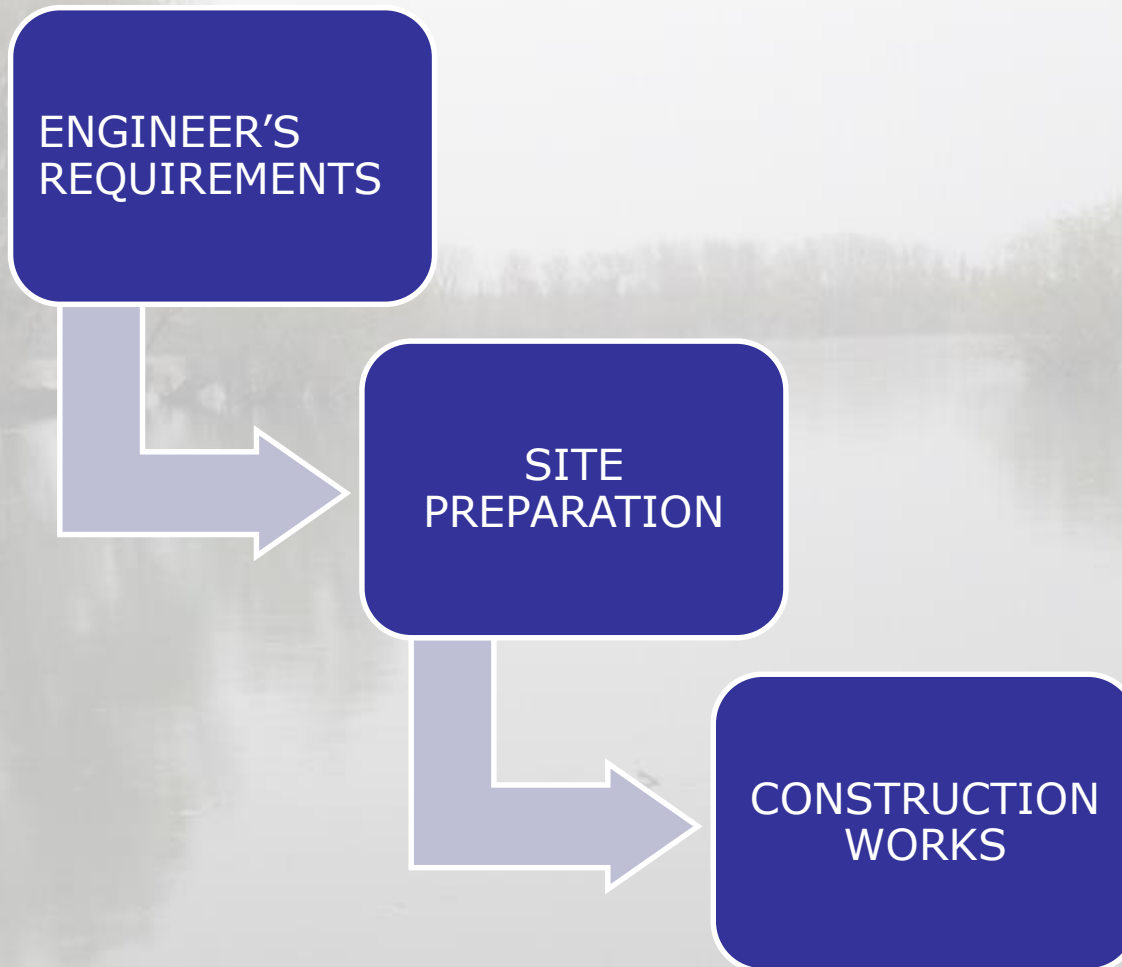 ENGINEER’S
REQUIREMENTS
SITE
PREPARATION
CONSTRUCTION
WORKS